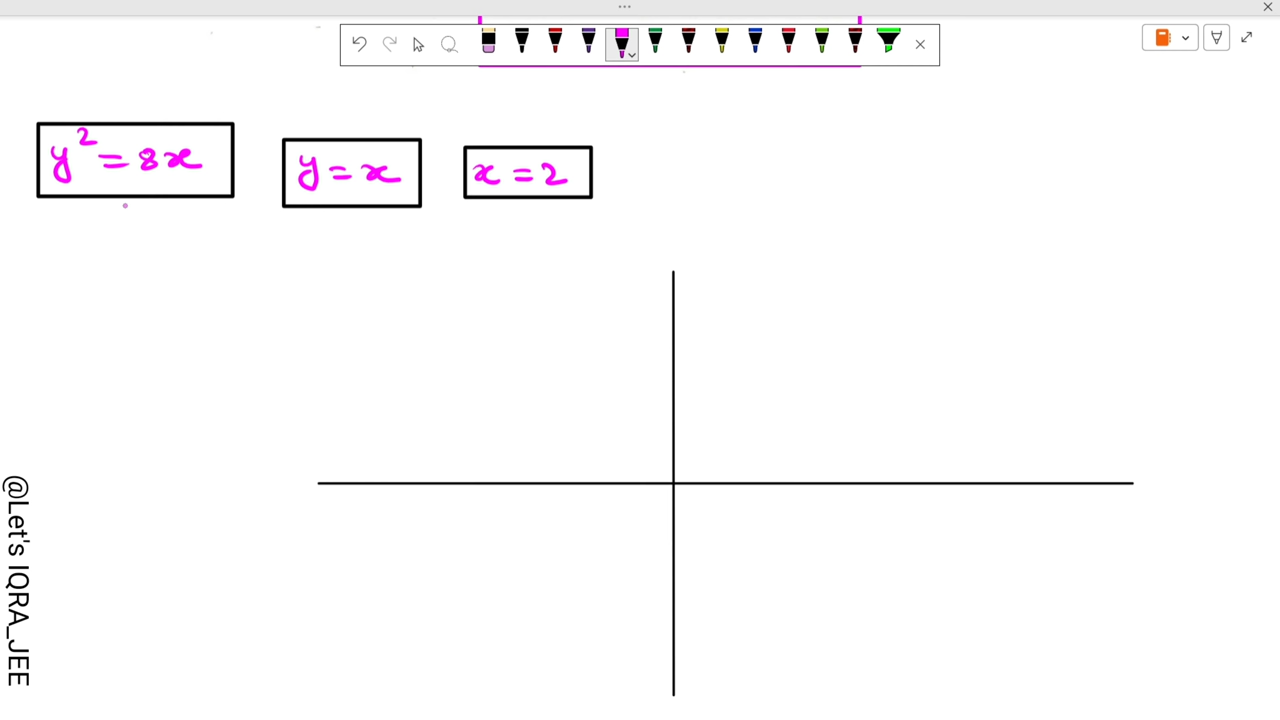 y² = 8x
y = x
x = 2
@Let's IQRA_JEE